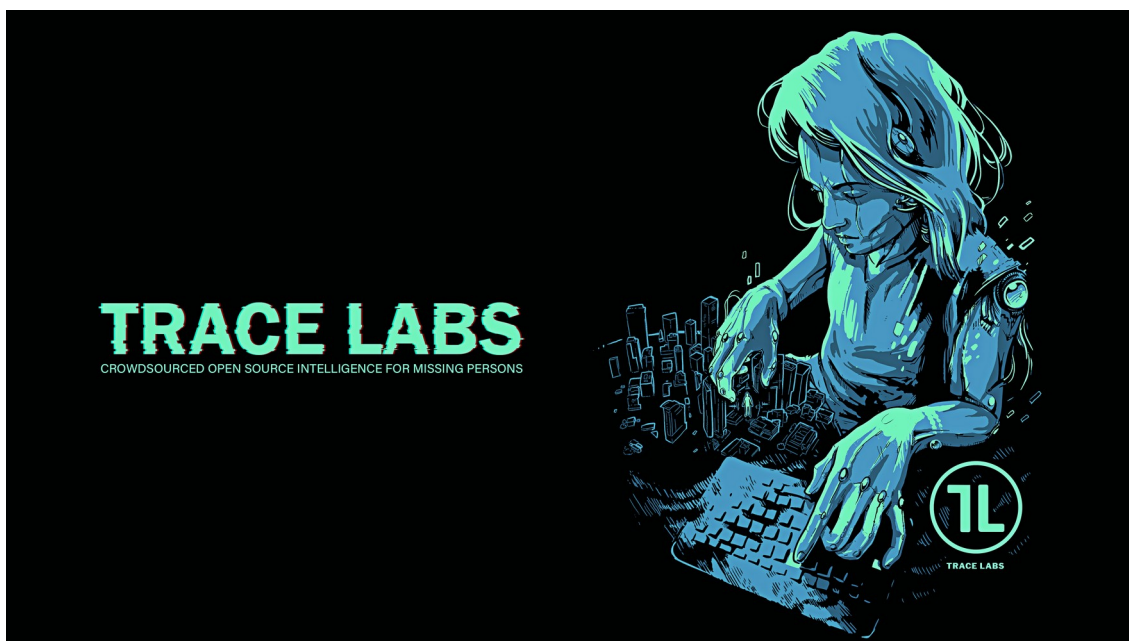 TRACE LABS
CROWDSOURCED OPEN SOURCE INTELLIGENCE FOR MISSING PERSONS
TL
TRACE LABS